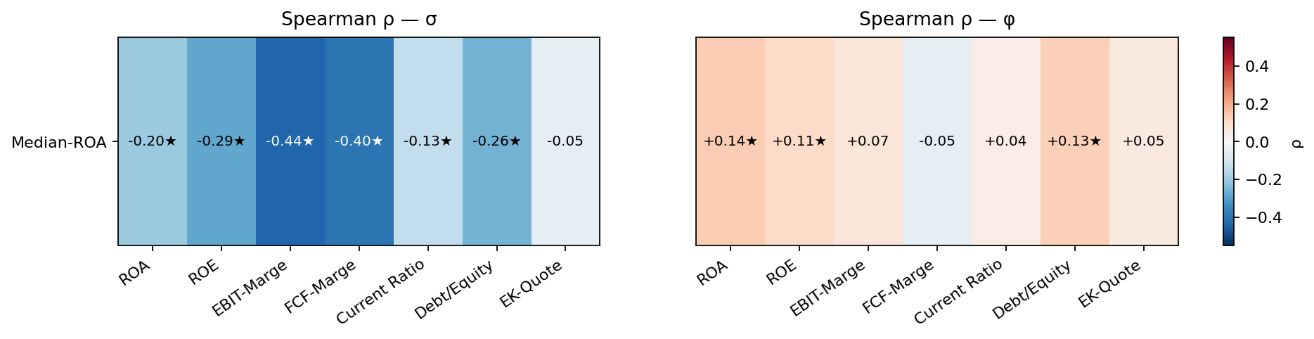 Spearman ρ — σ
Median-ROA
-0.20★ -0.29★ -0.44★ -0.40★ -0.13★ -0.26★ -0.05
ROA ROE EBIT-Marge FCF-Marge Current Ratio Debt/Equity EK-Quote
Spearman ρ — φ
+0.14★ +0.11★ +0.07 -0.05 +0.04 +0.13★ +0.05
ROA ROE EBIT-Marge FCF-Marge Current Ratio Debt/Equity EK-Quote
0.4
0.2
0.0
−0.2
−0.4
ρ